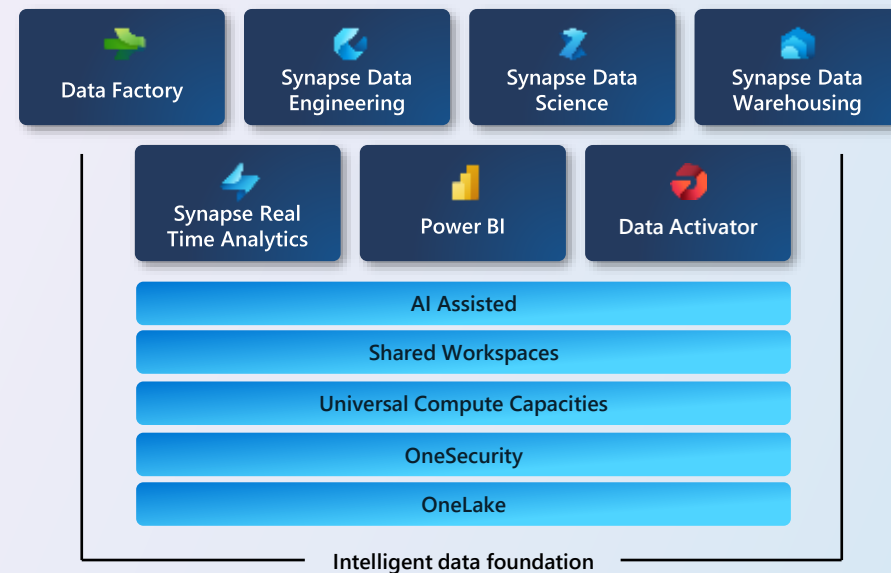 Data Factory
Synapse Data
Engineering
Synapse Data
Science
Synapse Data
Warehousing
Synapse Real
Time Analytics
Power BI
Data Activator
AI Assisted
Shared Workspaces
Universal Compute Capacities
OneSecurity
OneLake
Intelligent data foundation